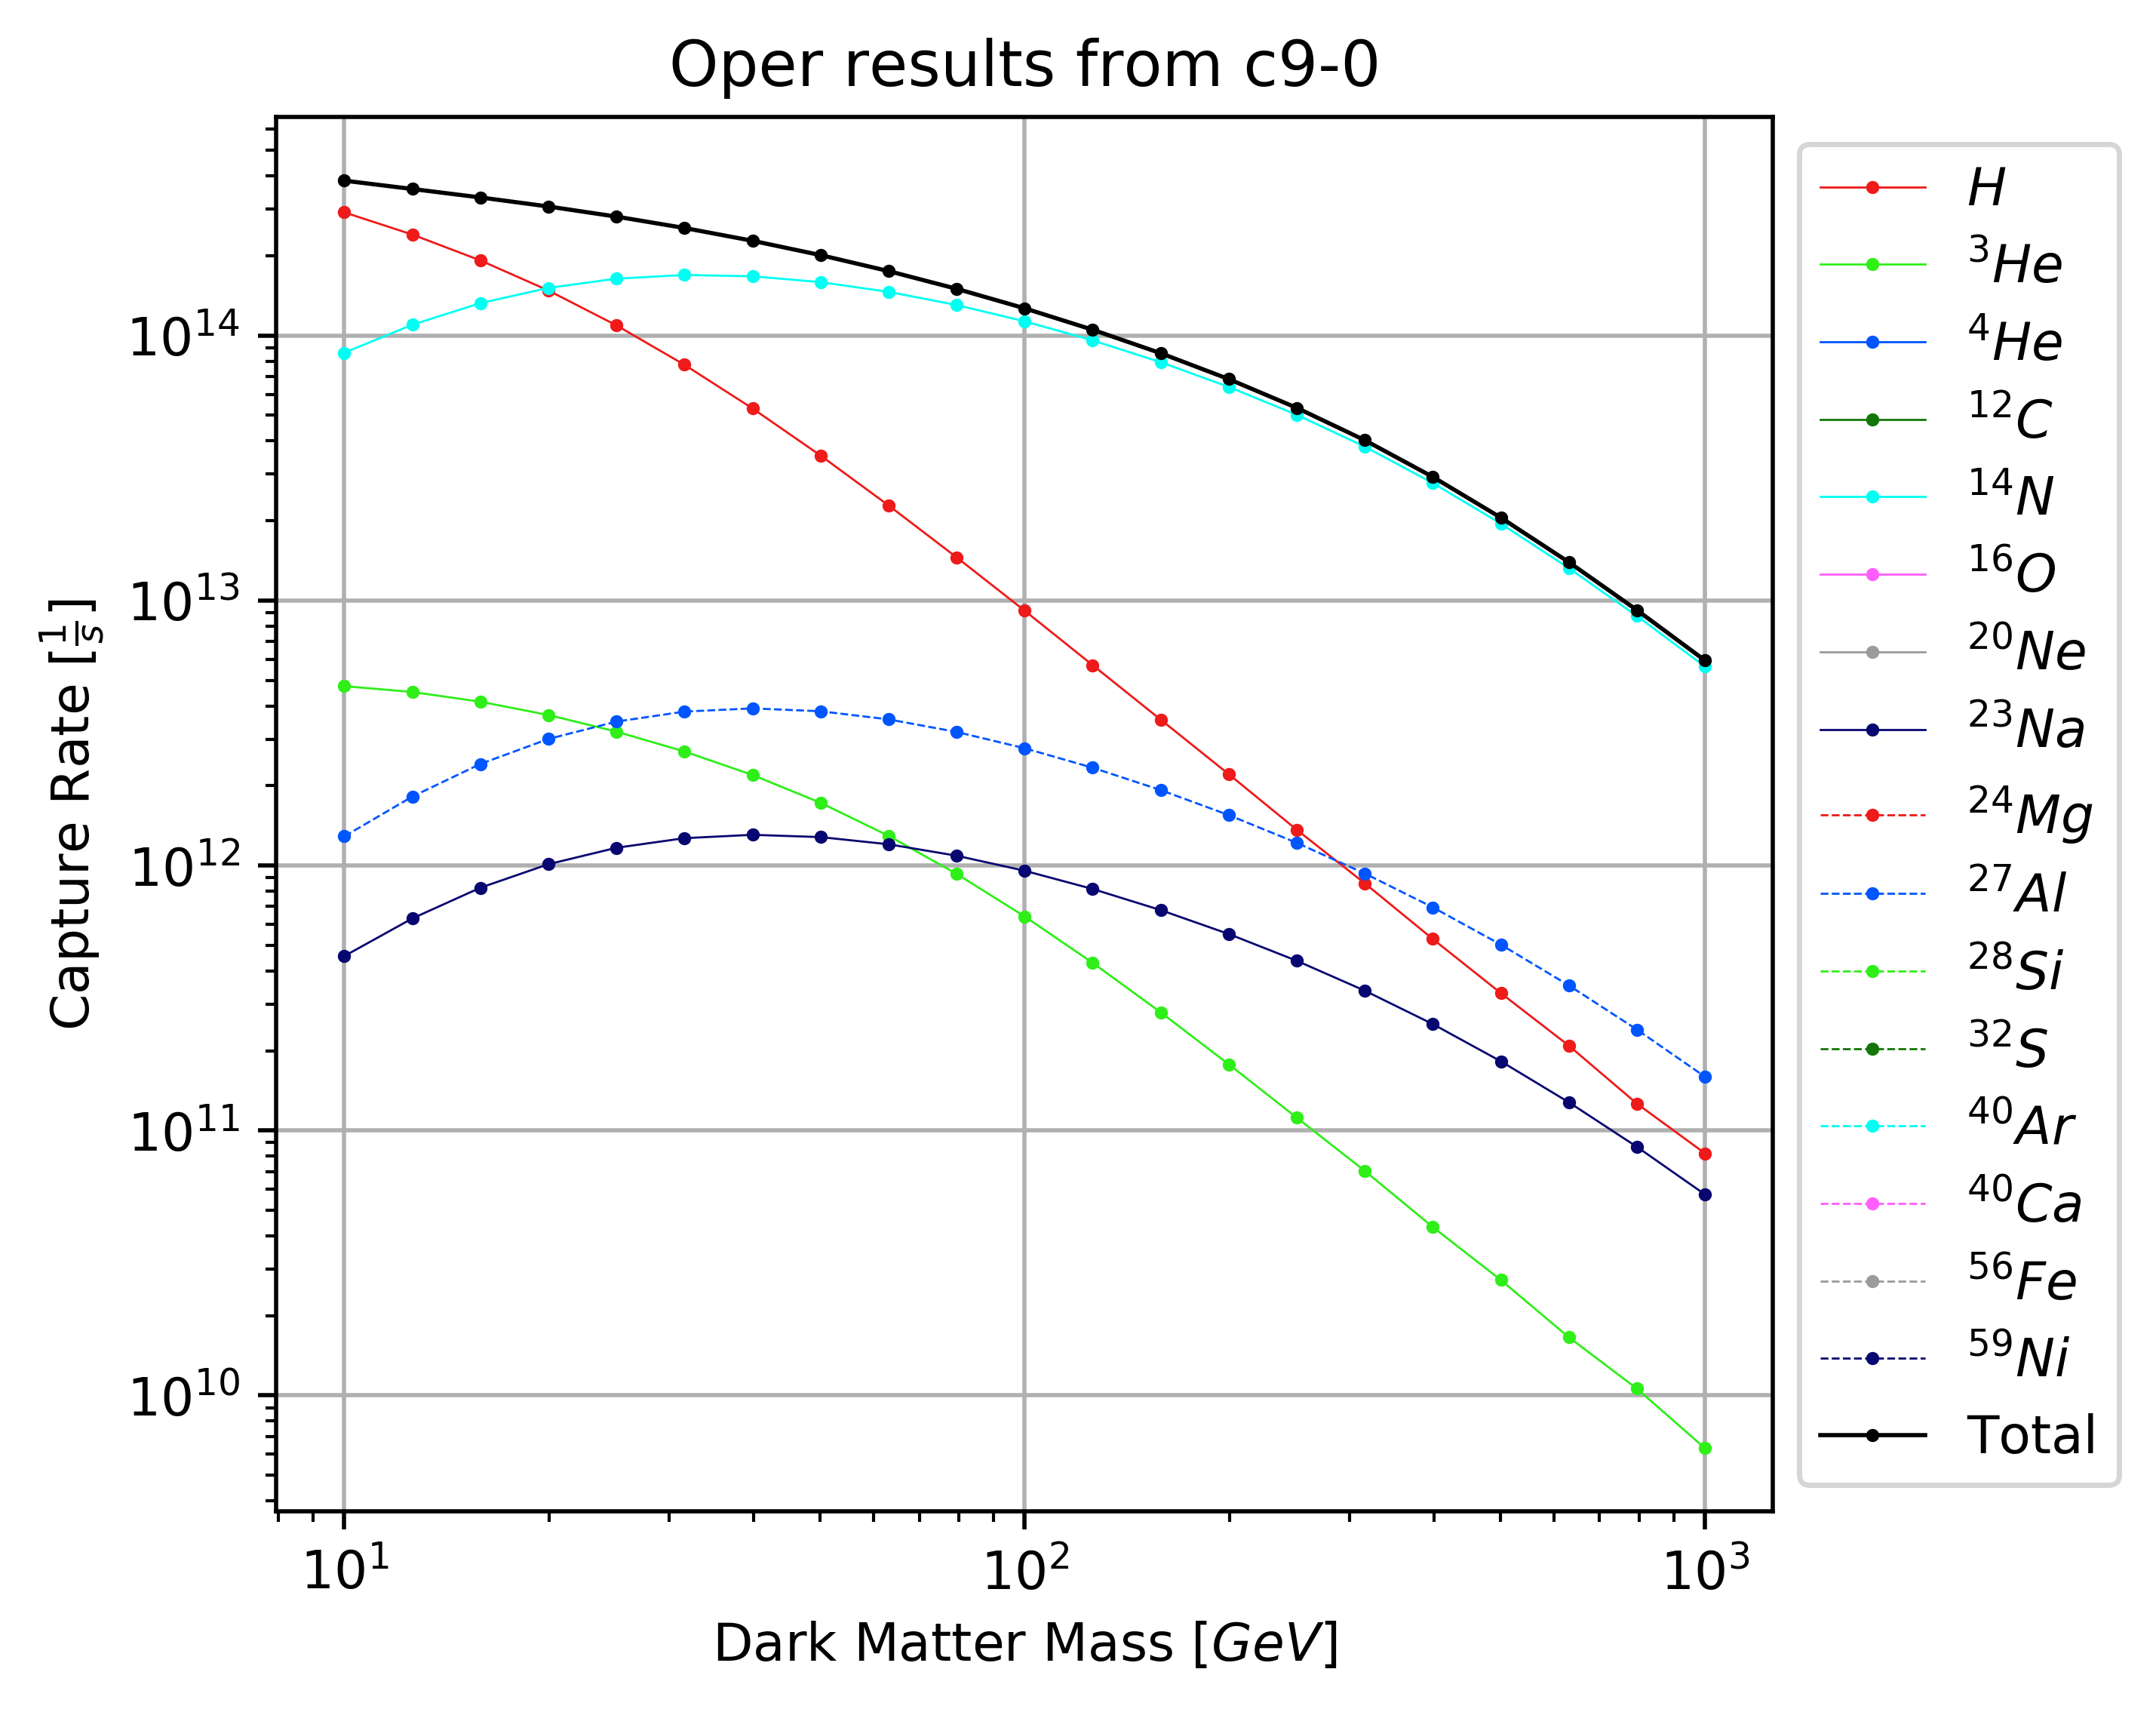 Oper results from c9-0
Capture Rate [1/s]
10^14
10^13
10^12
10^11
10^10
10^1
10^2
10^3
Dark Matter Mass [GeV]
H
^3He
^4He
^12C
^14N
^16O
^20Ne
^23Na
^24Mg
^27Al
^28Si
^32S
^40Ar
^40Ca
^56Fe
^59Ni
Total